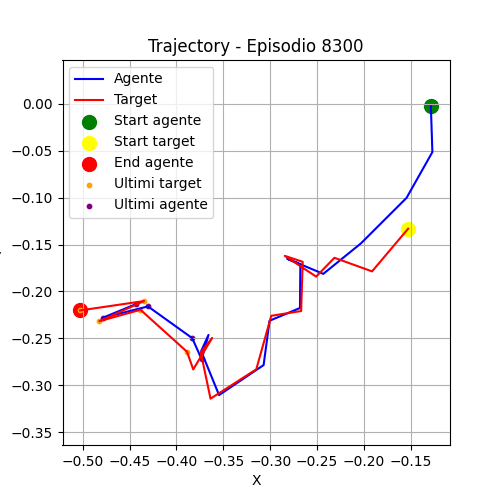 Trajectory - Episodio 8300
Agente
Target
Start agente
Start target
End agente
Ultimi target
Ultimi agente
0.00
−0.05
−0.10
−0.15
−0.20
−0.25
−0.30
−0.35
−0.50 −0.45 −0.40 −0.35 −0.30 −0.25 −0.20 −0.15
X